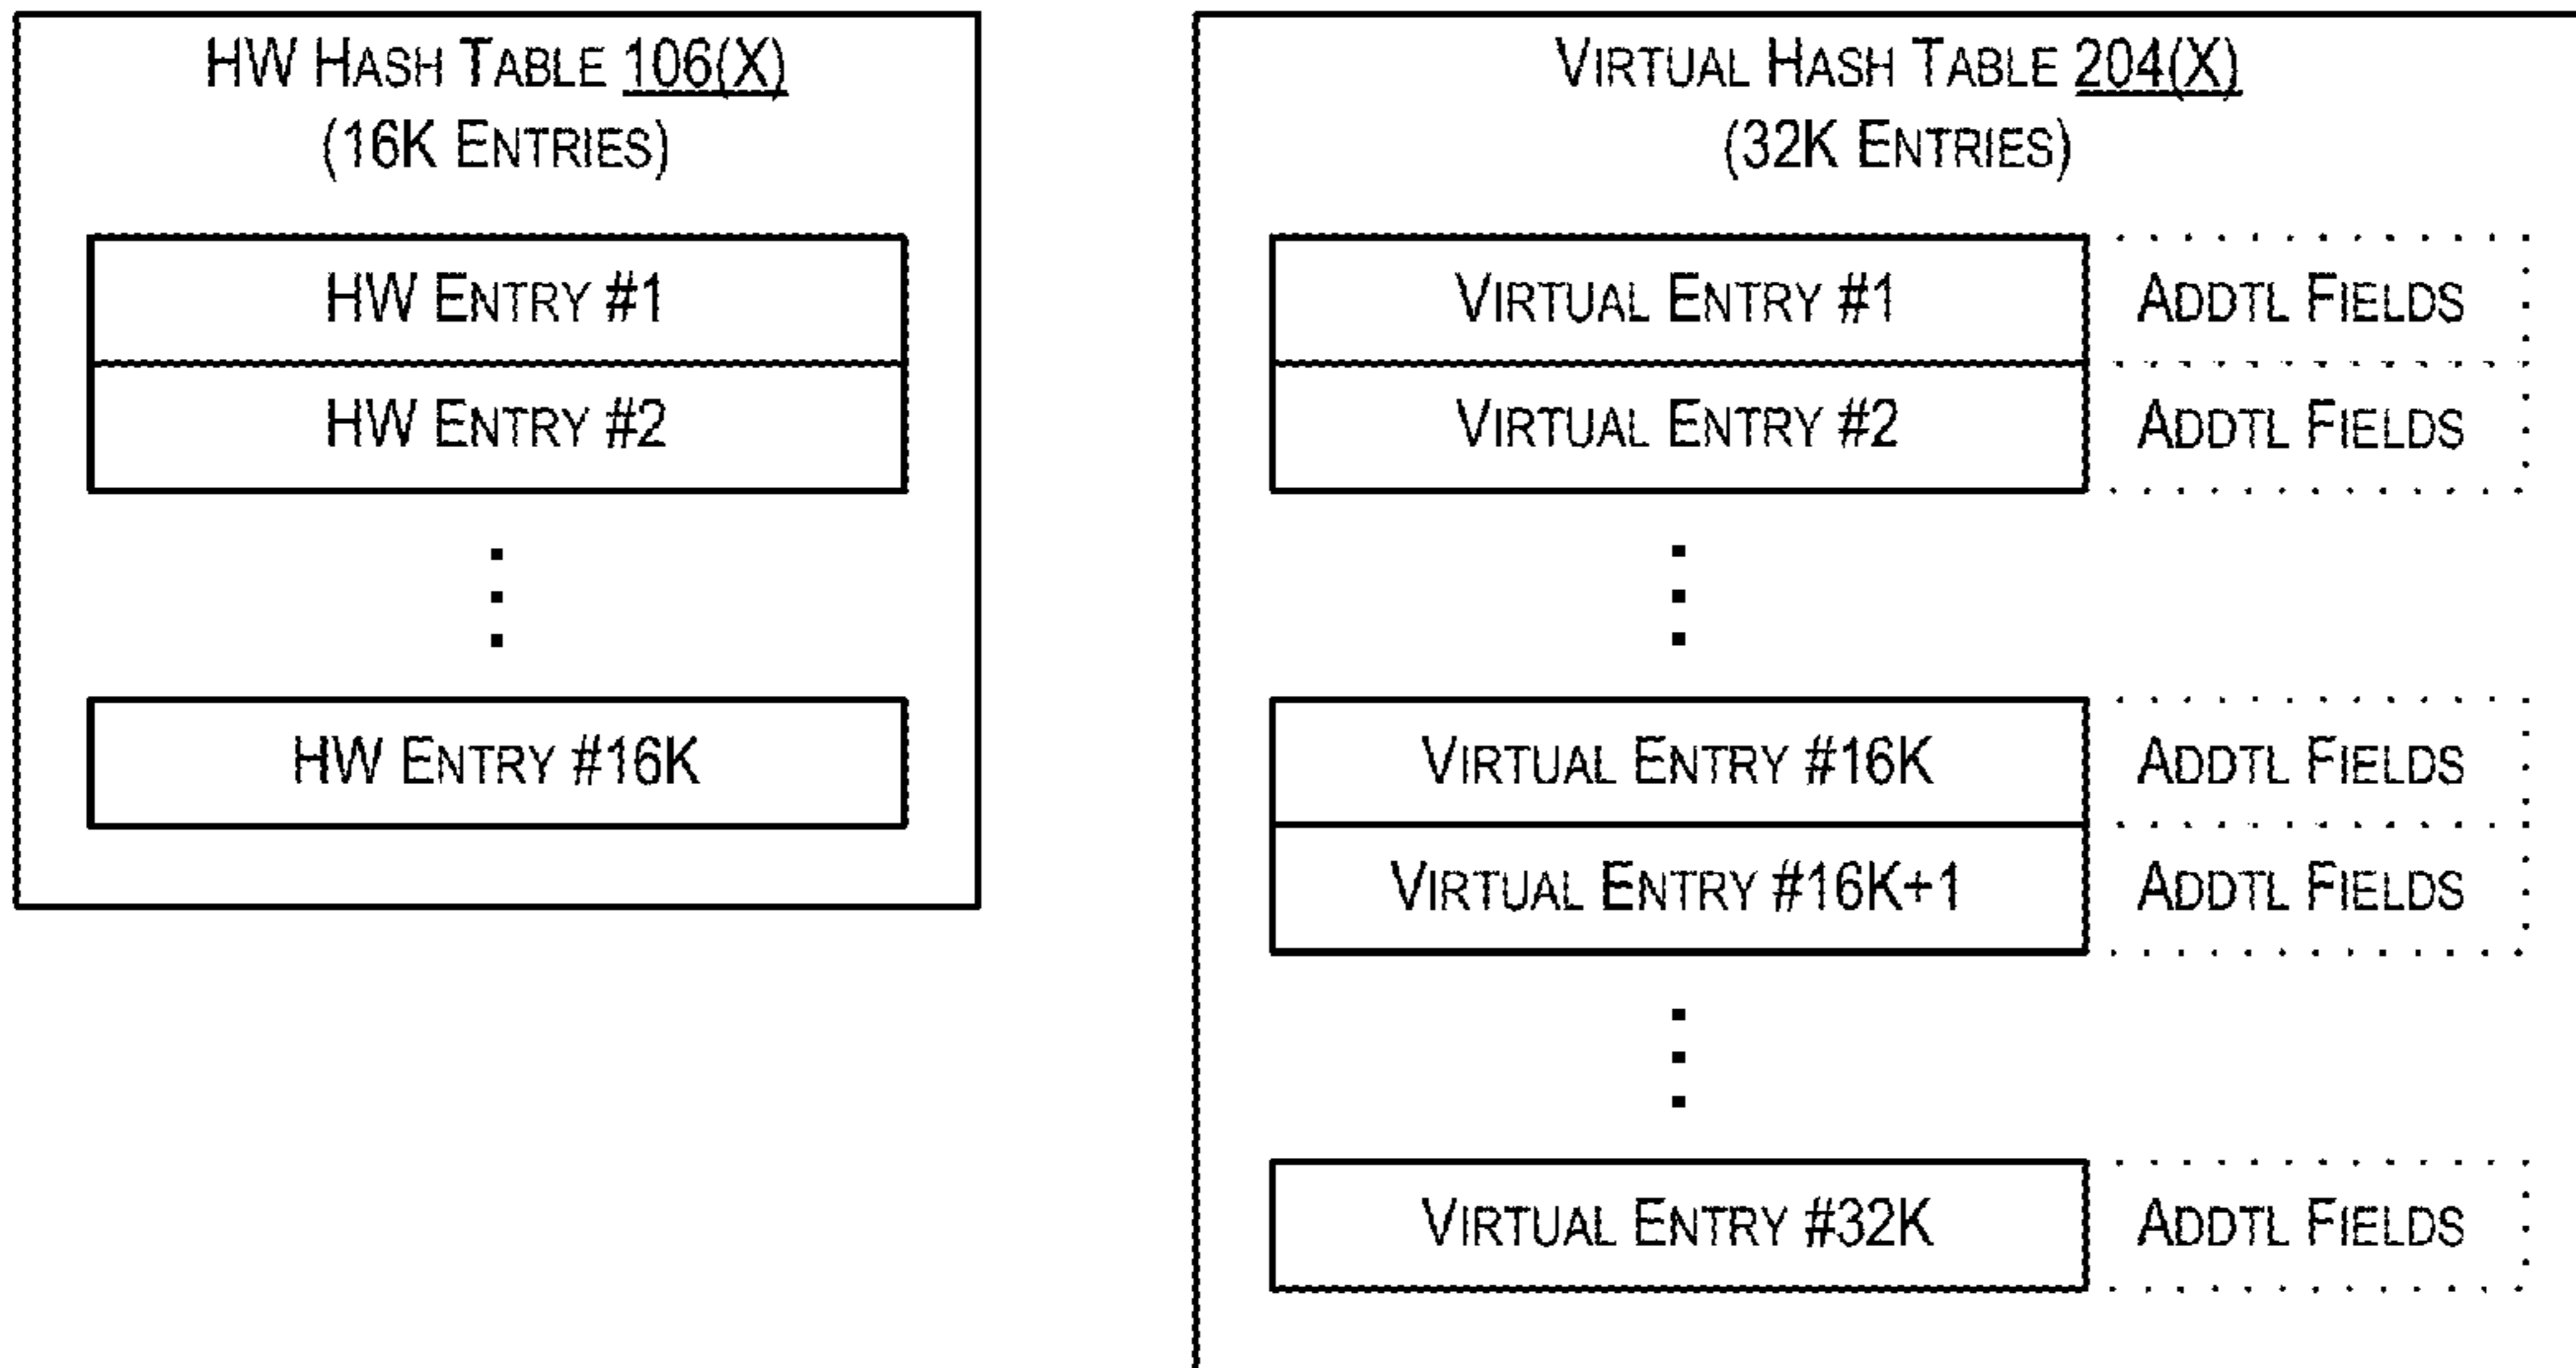 HW HASH TABLE 106(X)
(16K ENTRIES)
HW ENTRY #1
HW ENTRY #2
HW ENTRY #16K
VIRTUAL HASH TABLE 204(X)
(32K ENTRIES)
VIRTUAL ENTRY #1 ADDTL FIELDS
VIRTUAL ENTRY #2 ADDTL FIELDS
VIRTUAL ENTRY #16K ADDTL FIELDS
VIRTUAL ENTRY #16K+1 ADDTL FIELDS
VIRTUAL ENTRY #32K ADDTL FIELDS